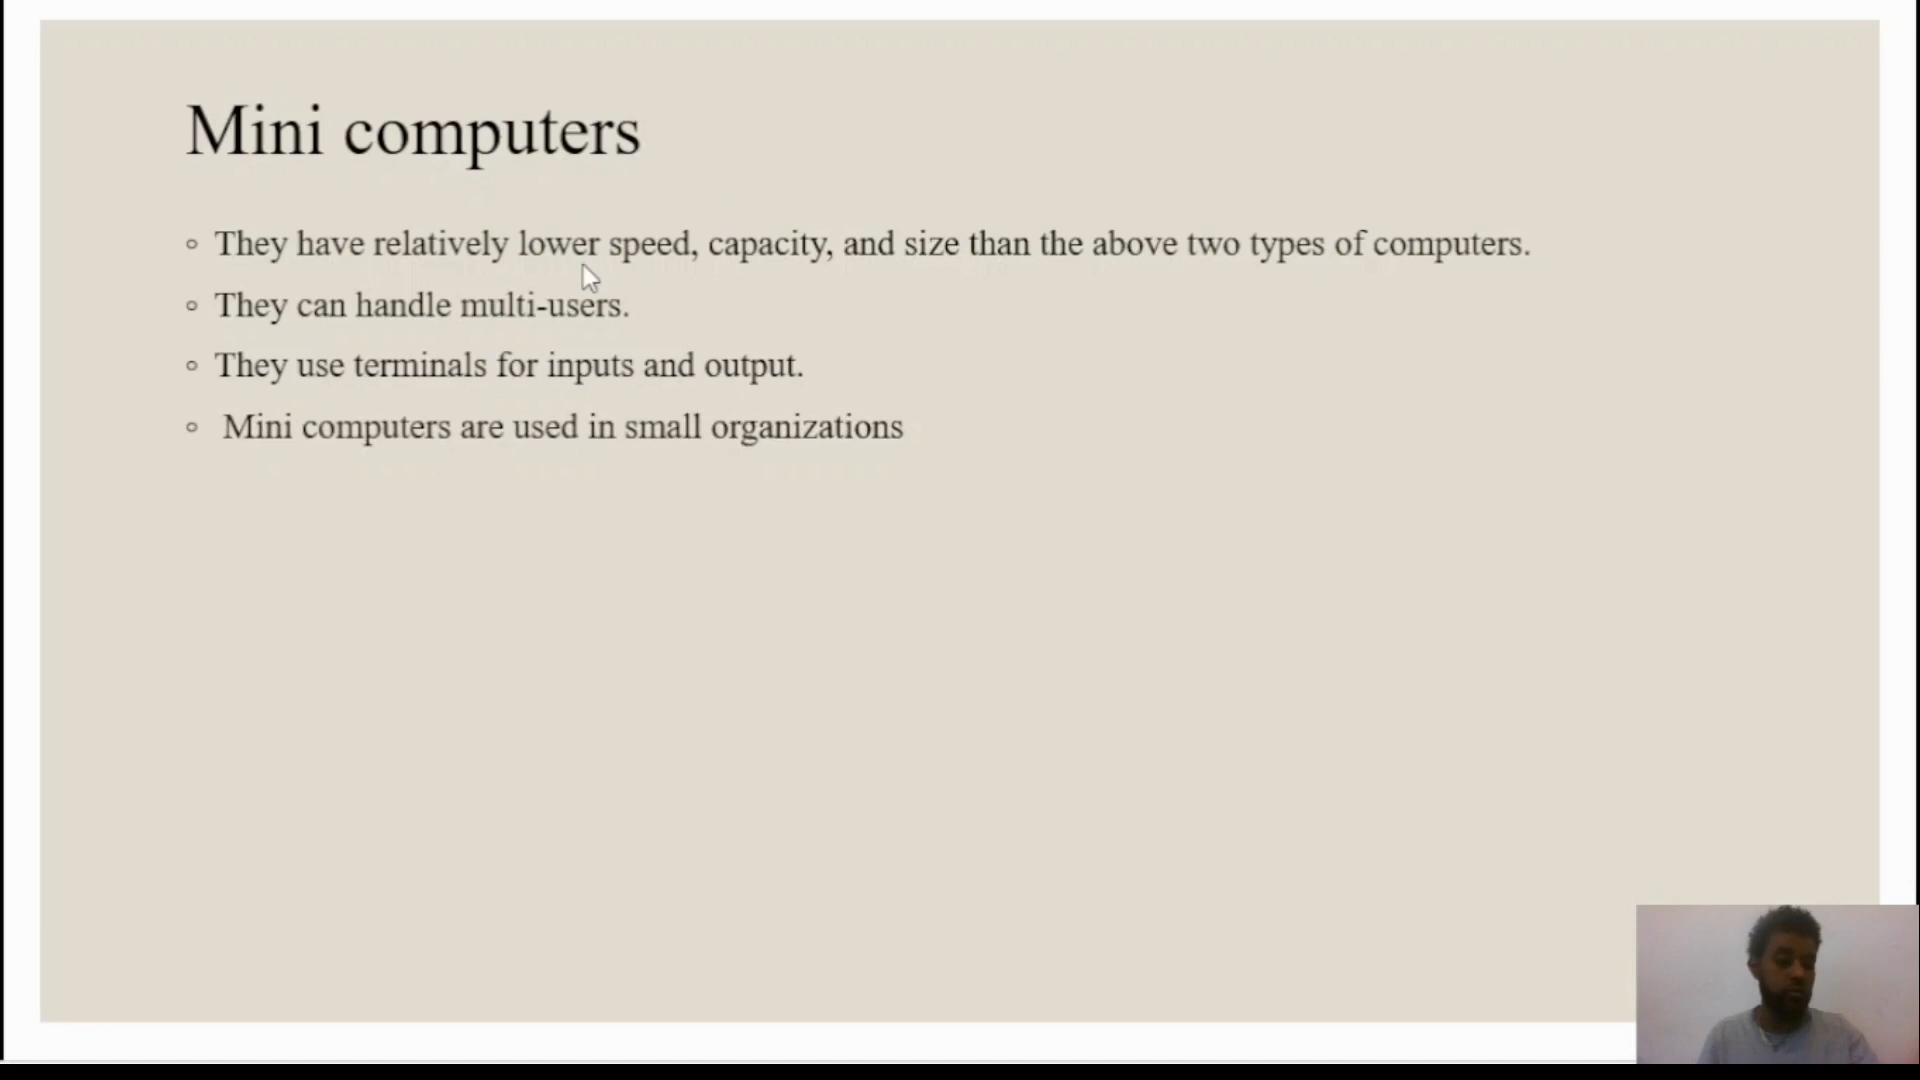 Mini computers
They have relatively lower speed, capacity, and size than the above two types of computers.
They can handle multi-users.
They use terminals for inputs and output.
Mini computers are used in small organizations